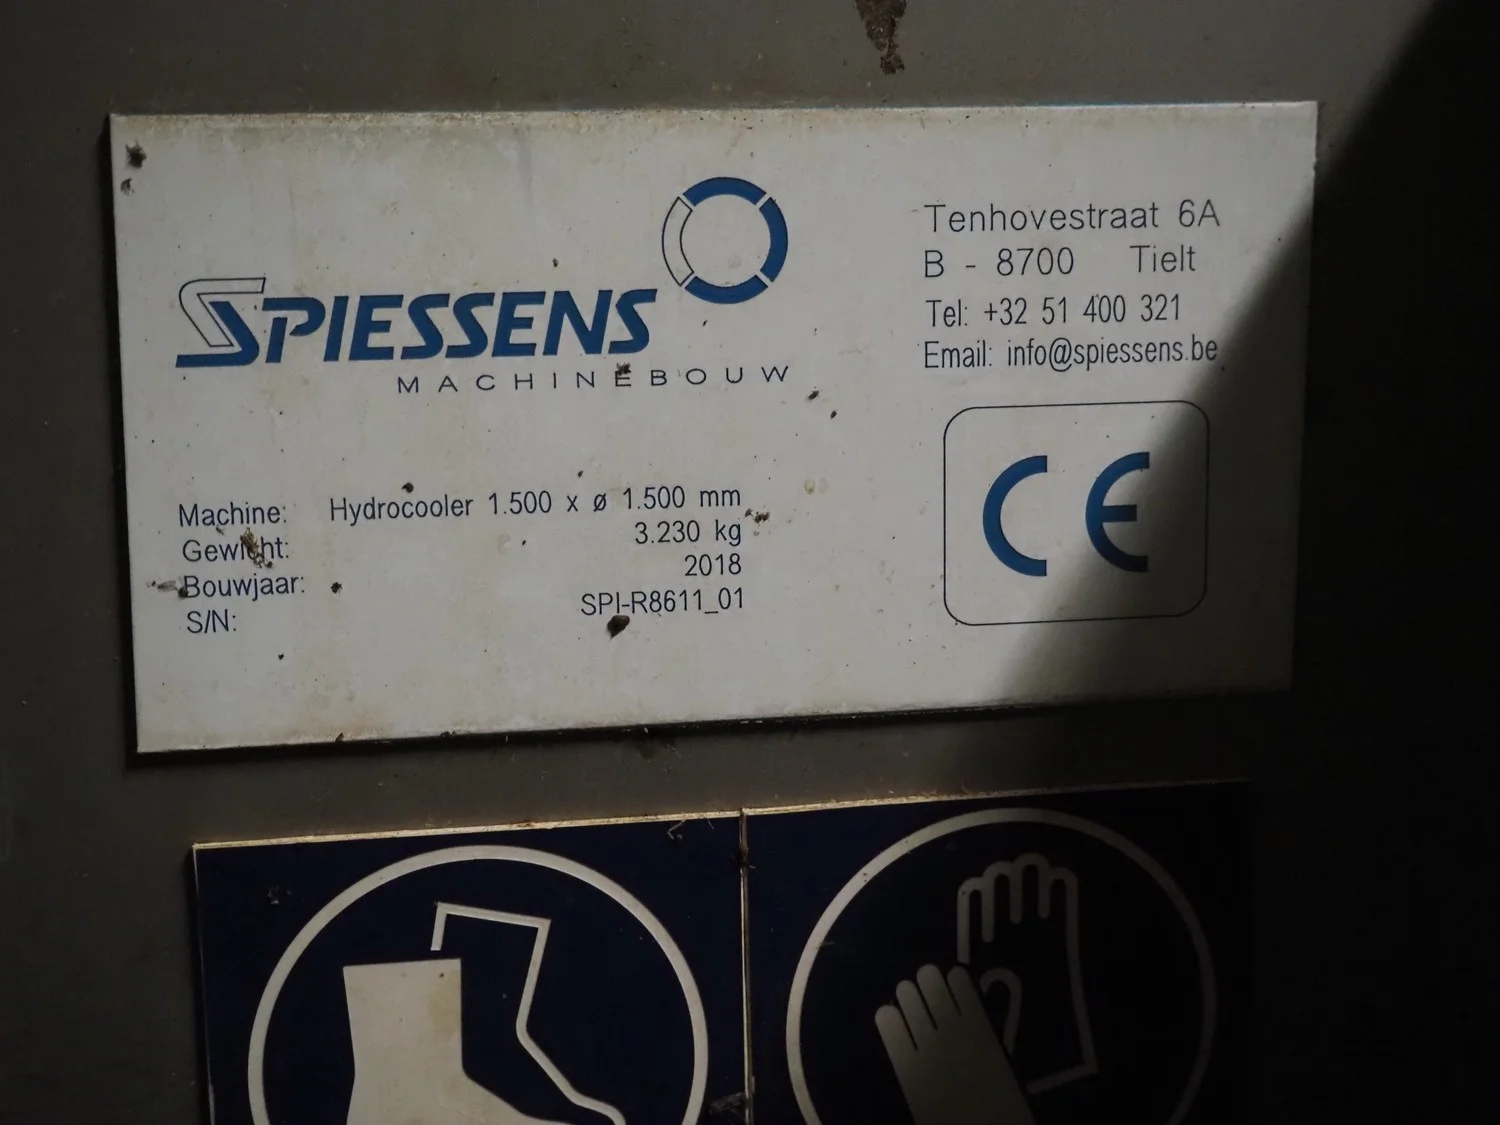 SPIESSENS
MACHINEBOUW
Tenhovestraat 6A
B - 8700 Tielt
Tel: +32 51 400 321
Email: info@spiessens.be
CE
Machine: Hydrocooler 1.500 x ø 1.500 mm
Gewicht: 3.230 kg
Bouwjaar: 2018
S/N: SPI-R8611_01